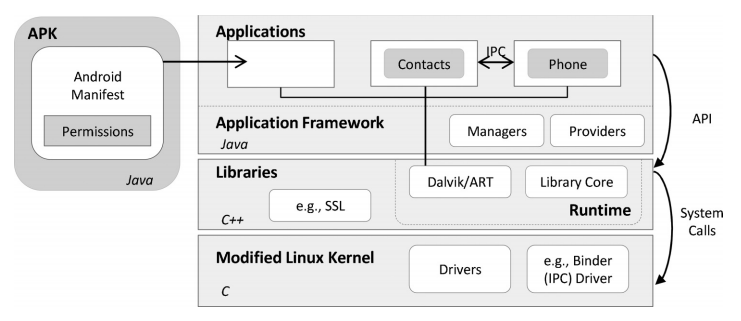 APK
Android
Manifest
Permissions
Java
Applications
Contacts
IPC
Phone
Application Framework
Java
Managers
Providers
API
Libraries
C++
e.g., SSL
Dalvik/ART
Library Core
Runtime
System
Calls
Modified Linux Kernel
C
Drivers
e.g., Binder
(IPC) Driver